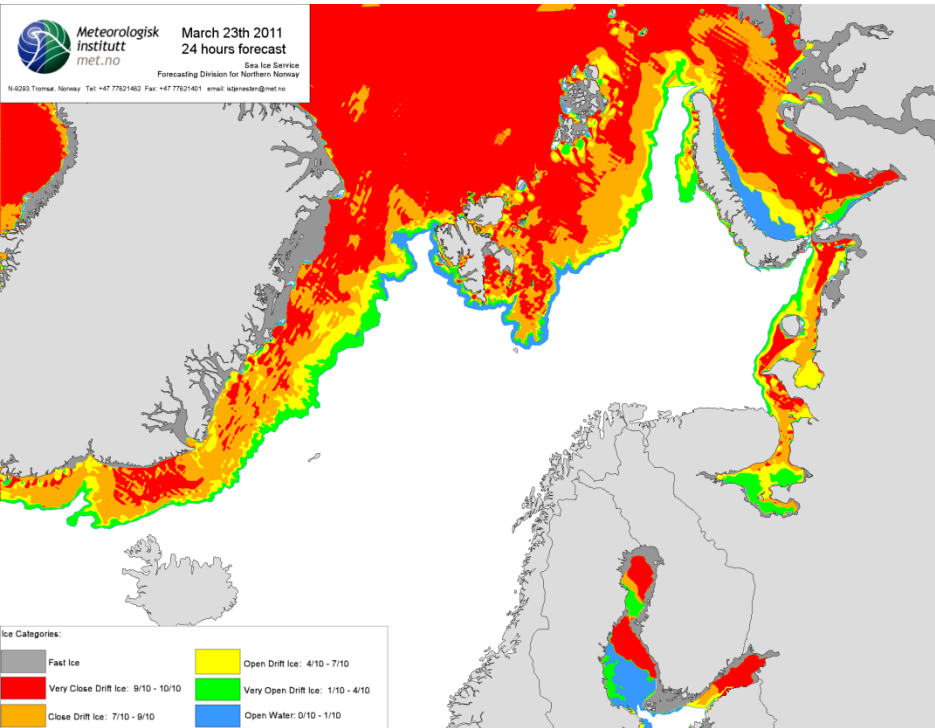 Meteorologisk
institutt
met.no
March 23th 2011
24 hours forecast
Sea Ice Service
Forecasting Division for Northern Norway
N-9293 Tromsø, Norway Tel: +47 77621462 Fax: +47 77621401 email: istjenesten@met.no
Ice Categories:
Fast Ice
Very Close Drift Ice: 9/10 - 10/10
Close Drift Ice: 7/10 - 9/10
Open Drift Ice: 4/10 - 7/10
Very Open Drift Ice: 1/10 - 4/10
Open Water: 0/10 - 1/10